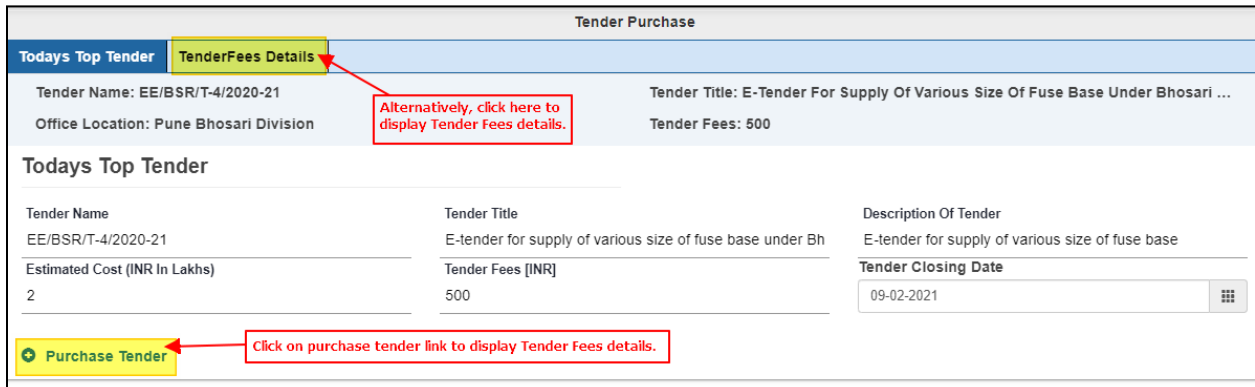 Tender Purchase
Todays Top Tender TenderFees Details
Tender Name: EE/BSR/T-4/2020-21 Tender Title: E-Tender For Supply Of Various Size Of Fuse Base Under Bhosari ...
Alternatively, click here to
display Tender Fees details.
Office Location: Pune Bhosari Division Tender Fees: 500
Todays Top Tender
Tender Name Tender Title Description Of Tender
EE/BSR/T-4/2020-21 E-tender for supply of various size of fuse base under Bh E-tender for supply of various size of fuse base
Estimated Cost (INR In Lakhs) Tender Fees [INR] Tender Closing Date
2 500 09-02-2021
Purchase Tender Click on purchase tender link to display Tender Fees details.